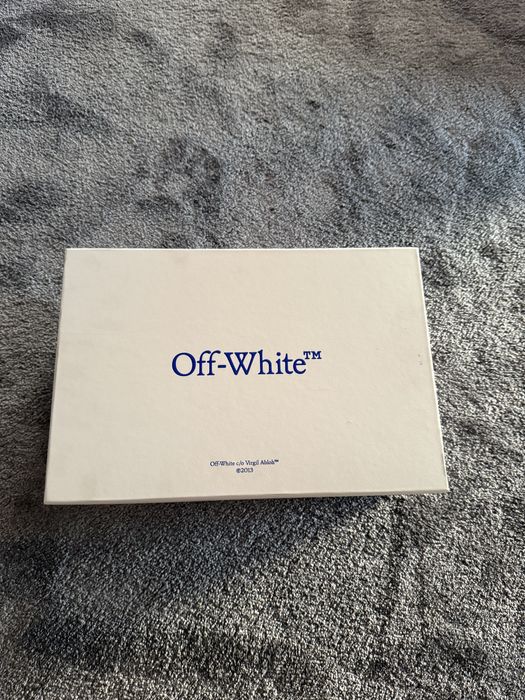 Off-White™
Off-White c/o Virgil Abloh™
©2013